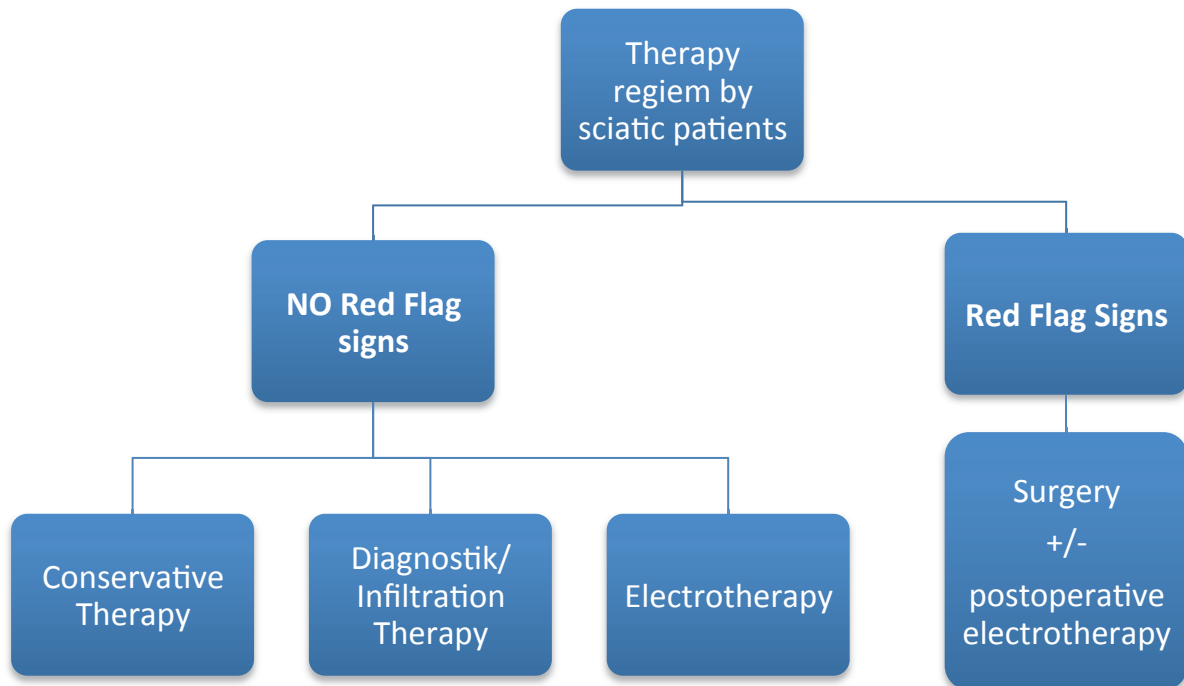 Therapy
regiem by
sciatic patients
NO Red Flag
signs
Red Flag Signs
Conservative
Therapy
Diagnostik/
Infiltration
Therapy
Electrotherapy
Surgery
+/-
postoperative
electrotherapy